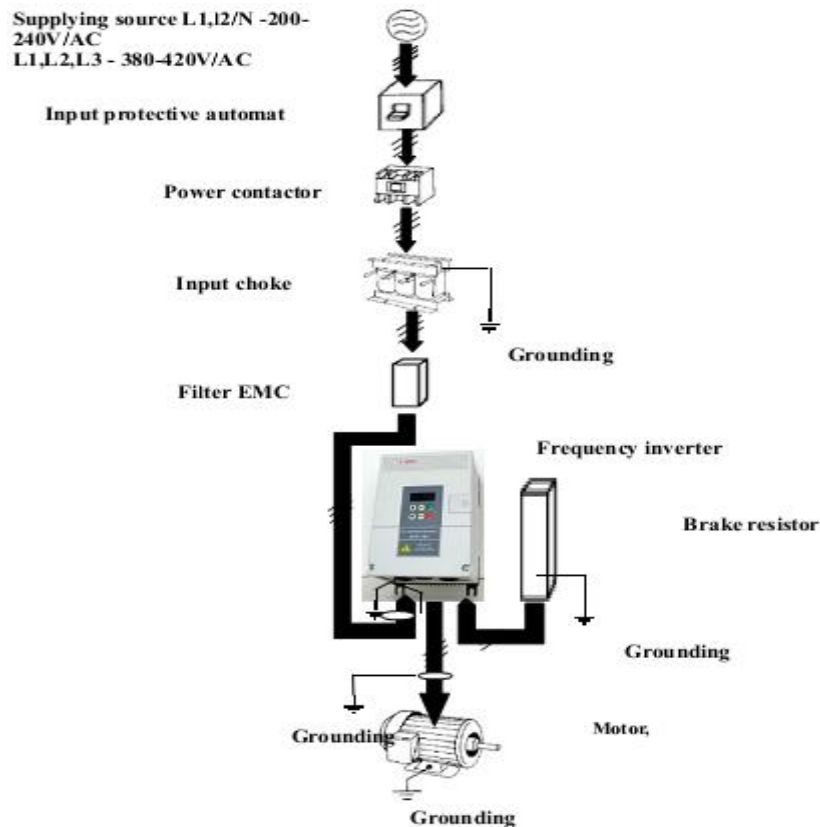 Supplying source L1,l2/N -200-
240V/AC
L1,L2,L3 - 380-420V/AC
Input protective automat
Power contactor
Input choke
Grounding
Filter EMC
Frequency inverter
Brake resistor
Grounding
Grounding
Motor,
Grounding